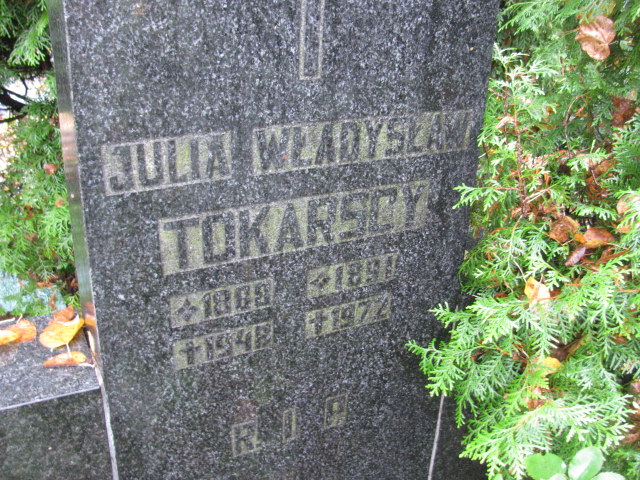 JULIA WŁADYSŁAW
TOKARSCY
✦1888 ✦1891
✝1948 ✝1972
R I P